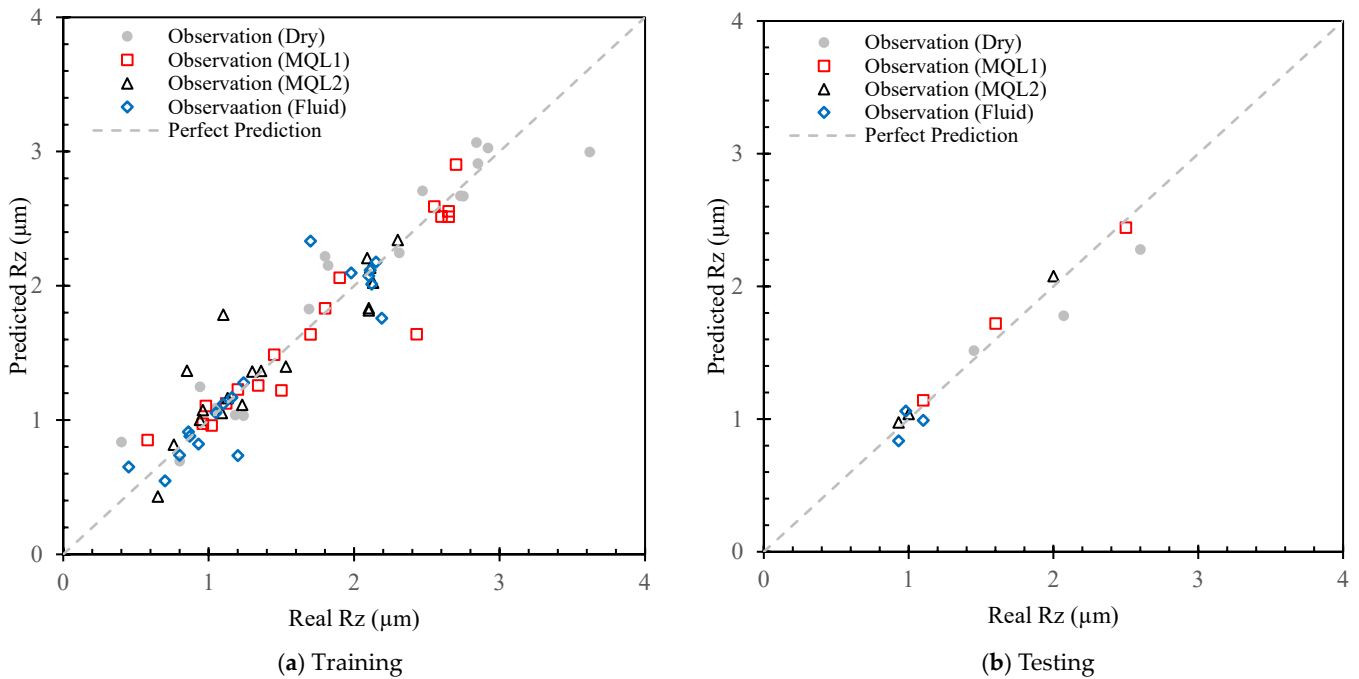 4
3
2
1
0
0
1
2
3
4
Predicted Rz (µm)
Real Rz (µm)
Observation (Dry)
Observation (MQL1)
Observation (MQL2)
Observaation (Fluid)
Perfect Prediction
(a) Training
4
3
2
1
0
0
1
2
3
4
Predicted Rz (µm)
Real Rz (µm)
Observation (Dry)
Observation (MQL1)
Observation (MQL2)
Observation (Fluid)
Perfect Prediction
(b) Testing